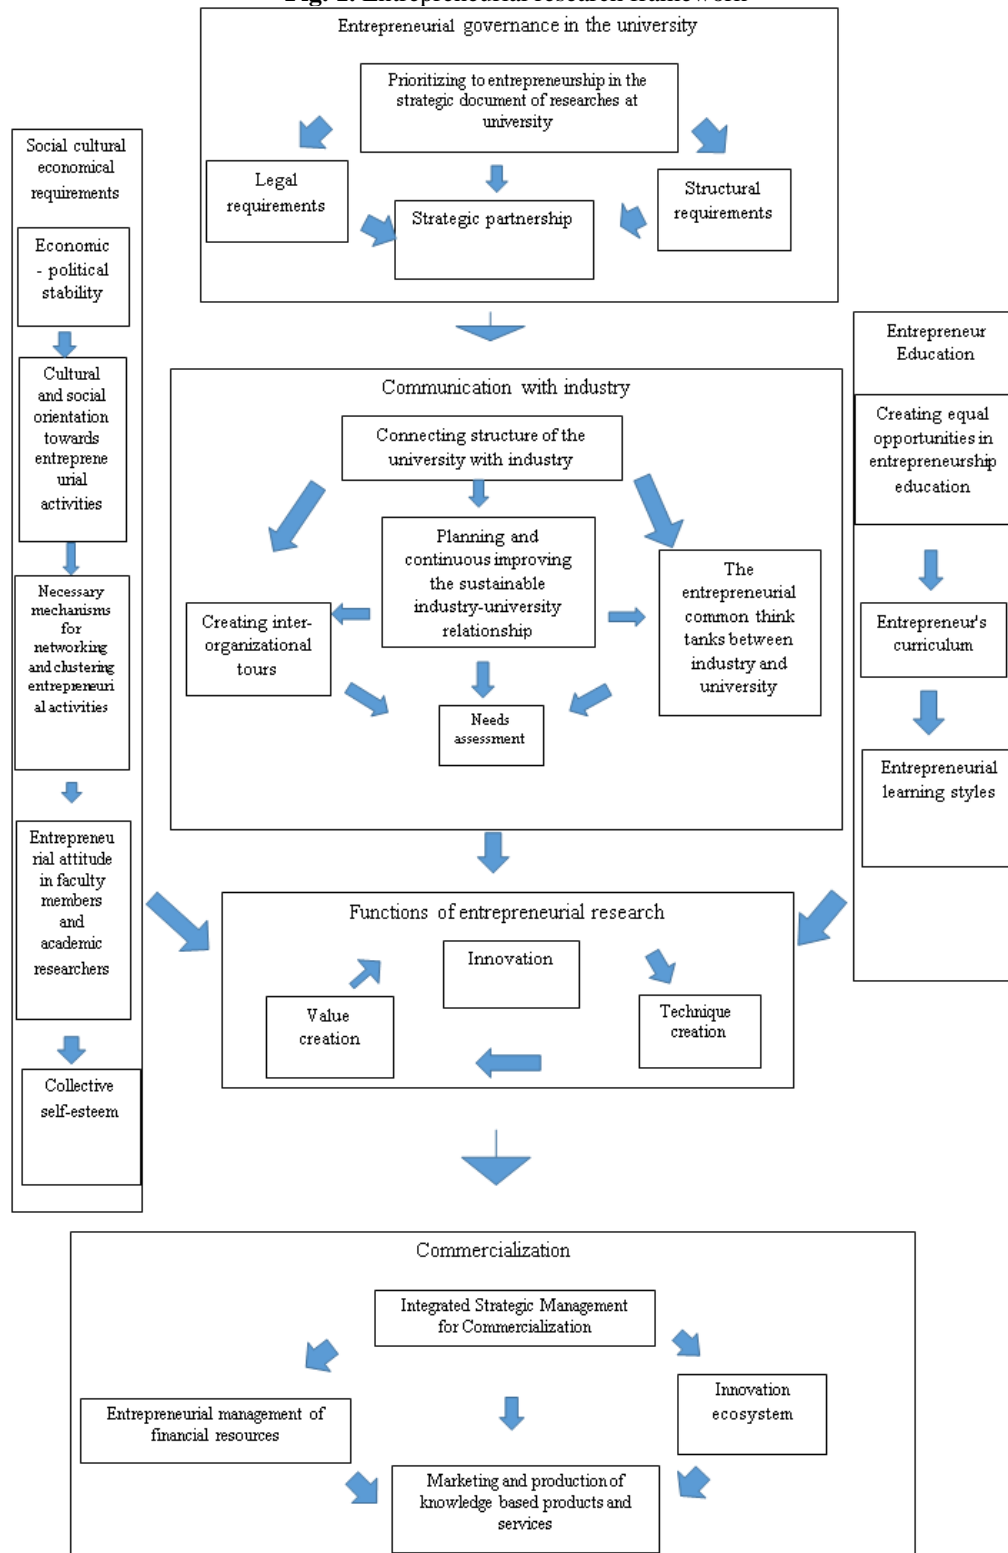 Fig. 1. Entrepreneurial research framework
Entrepreneurial governance in the university
Prioritizing to entrepreneurship in the
strategic document of researches at
university
Legal
requirements
Structural
requirements
Strategic partnership
Social cultural
economical
requirements
Economic
- political
stability
Cultural
and social
orientation
towards
entreprene
urial
activities
Necessary
mechanisms
for
networking
and clustering
entrepreneuri
al activities
Entrepreneu
rial attitude
in faculty
members
and
academic
researchers
Collective
self-esteem
Communication with industry
Connecting structure of the
university with industry
Planning and
continuous improving
the sustainable
industry-university
relationship
Creating inter-
organizational
tours
The
entrepreneurial
common think
tanks between
industry and
university
Needs
assessment
Entrepreneur
Education
Creating equal
opportunities in
entrepreneurship
education
Entrepreneur's
curriculum
Entrepreneurial
learning styles
Functions of entrepreneurial research
Innovation
Value
creation
Technique
creation
Commercialization
Integrated Strategic Management
for Commercialization
Entrepreneurial management of
financial resources
Innovation
ecosystem
Marketing and production of
knowledge based products and
services